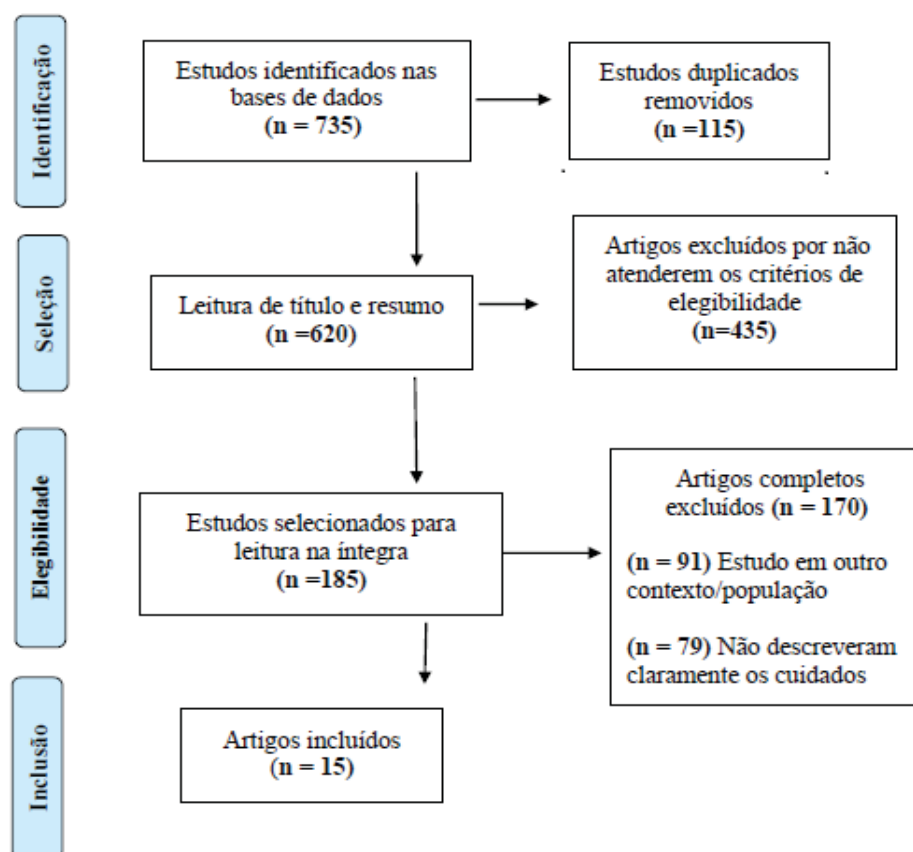 Identificação
Estudos identificados nas
bases de dados
(n = 735)
Estudos duplicados
removidos
(n =115)
Seleção
Leitura de título e resumo
(n =620)
Artigos excluídos por não
atenderem os critérios de
elegibilidade
(n=435)
Elegibilidade
Estudos selecionados para
leitura na íntegra
(n =185)
Artigos completos
excluídos (n = 170)
(n = 91) Estudo em outro
contexto/população
(n = 79) Não descreveram
claramente os cuidados
Inclusão
Artigos incluídos
(n = 15)